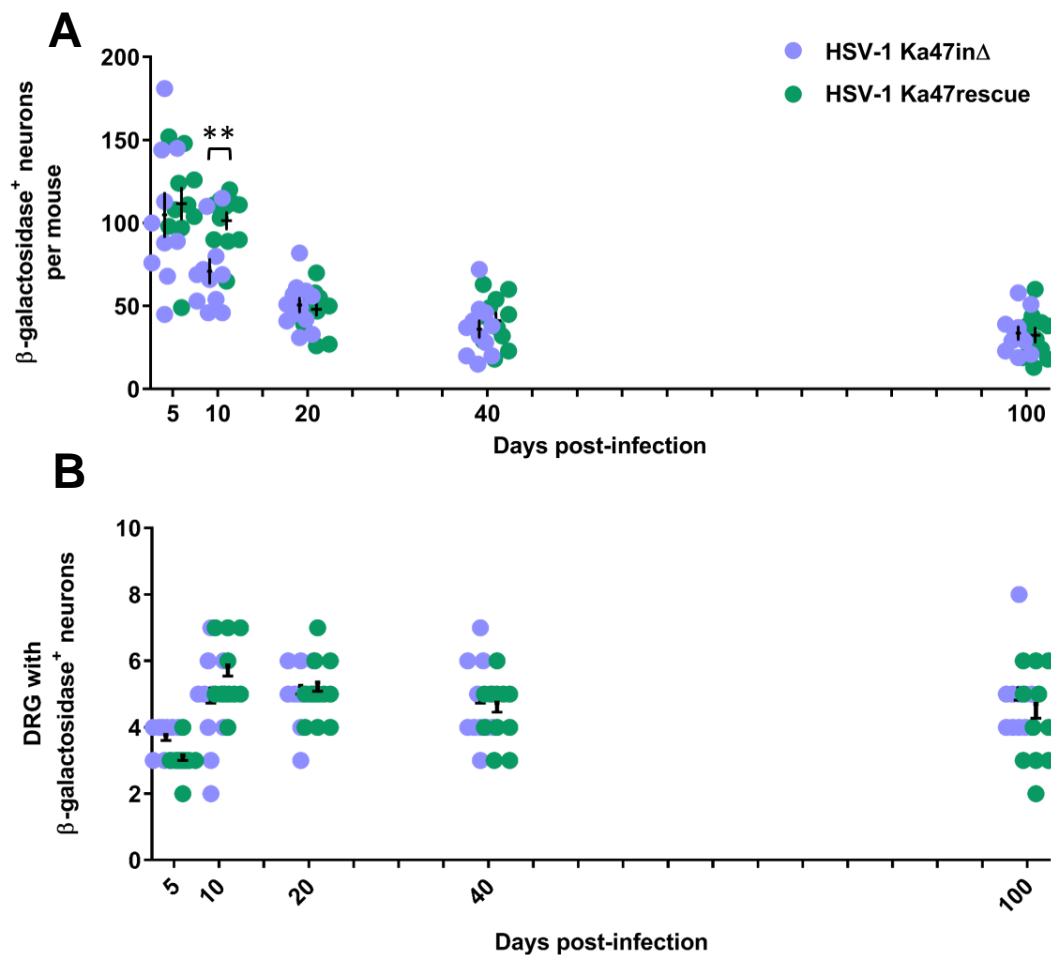 A
HSV-1 Ka47inΔ
HSV-1 Ka47rescue
β-galactosidase⁺ neurons
per mouse
200
150
100
50
0
**
5 10 20 40 100
Days post-infection
B
DRG with
β-galactosidase⁺ neurons
10
8
6
4
2
0
5 10 20 40 100
Days post-infection